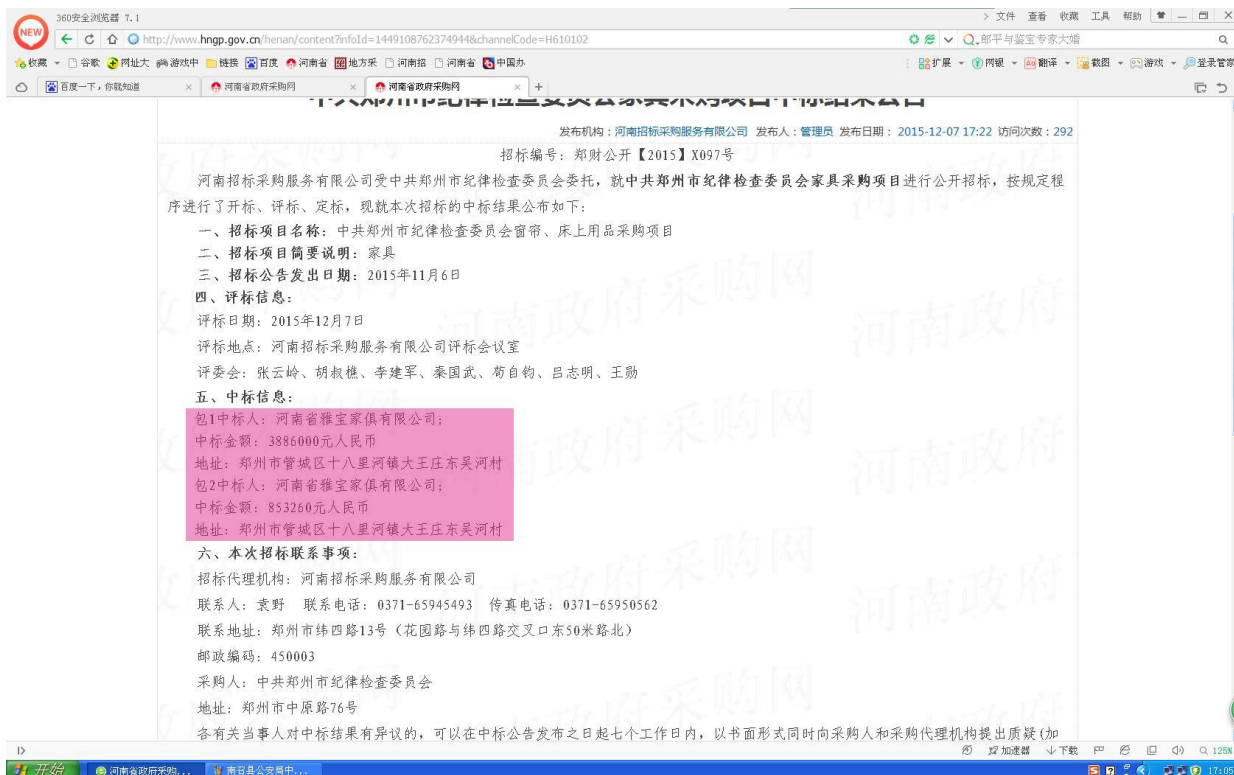 360安全浏览器 7.1
文件 查看 收藏 工具 帮助
NEW
http://www.hngp.gov.cn/henan/content?infoId=1449108762374944&channelCode=H610102
郎平与鉴宝专家大婚
收藏 谷歌 网址大 游戏中 链接 百度 河南省 地方采 河南招 河南省 中国办
扩展 网银 翻译 截图 游戏 登录管家
百度一下，你就知道
河南省政府采购网
河南省政府采购网
中共郑州市纪律检查委员会家具采购项目中标结果公告
发布机构：河南招标采购服务有限公司 发布人：管理员 发布日期： 2015-12-07 17:22 访问次数：292
招标编号：郑财公开【2015】X097号
河南招标采购服务有限公司受中共郑州市纪律检查委员会委托，就中共郑州市纪律检查委员会家具采购项目进行公开招标，按规定程
序进行了开标、评标、定标，现就本次招标的中标结果公布如下：
一、招标项目名称：中共郑州市纪律检查委员会窗帘、床上用品采购项目
二、招标项目简要说明：家具
三、招标公告发出日期：2015年11月6日
四、评标信息：
评标日期：2015年12月7日
评标地点：河南招标采购服务有限公司评标会议室
评委会：张云岭、胡叔樵、李建军、秦国武、苟自钧、吕志明、王勋
五、中标信息：
包1中标人：河南省雅宝家俱有限公司；
中标金额：3886000元人民币
地址：郑州市管城区十八里河镇大王庄东吴河村
包2中标人：河南省雅宝家俱有限公司；
中标金额：853260元人民币
地址：郑州市管城区十八里河镇大王庄东吴河村
六、本次招标联系事项：
招标代理机构：河南招标采购服务有限公司
联系人：袁野 联系电话：0371-65945493 传真电话：0371-65950562
联系地址：郑州市纬四路13号（花园路与纬四路交叉口东50米路北）
邮政编码：450003
采购人：中共郑州市纪律检查委员会
地址：郑州市中原路76号
各有关当事人对中标结果有异议的，可以在中标公告发布之日起七个工作日内，以书面形式同时向采购人和采购代理机构提出质疑(加
加速器 下载 125%
开始 河南省政府采购... 南召县公安局中... 17:05
河南政府采购网